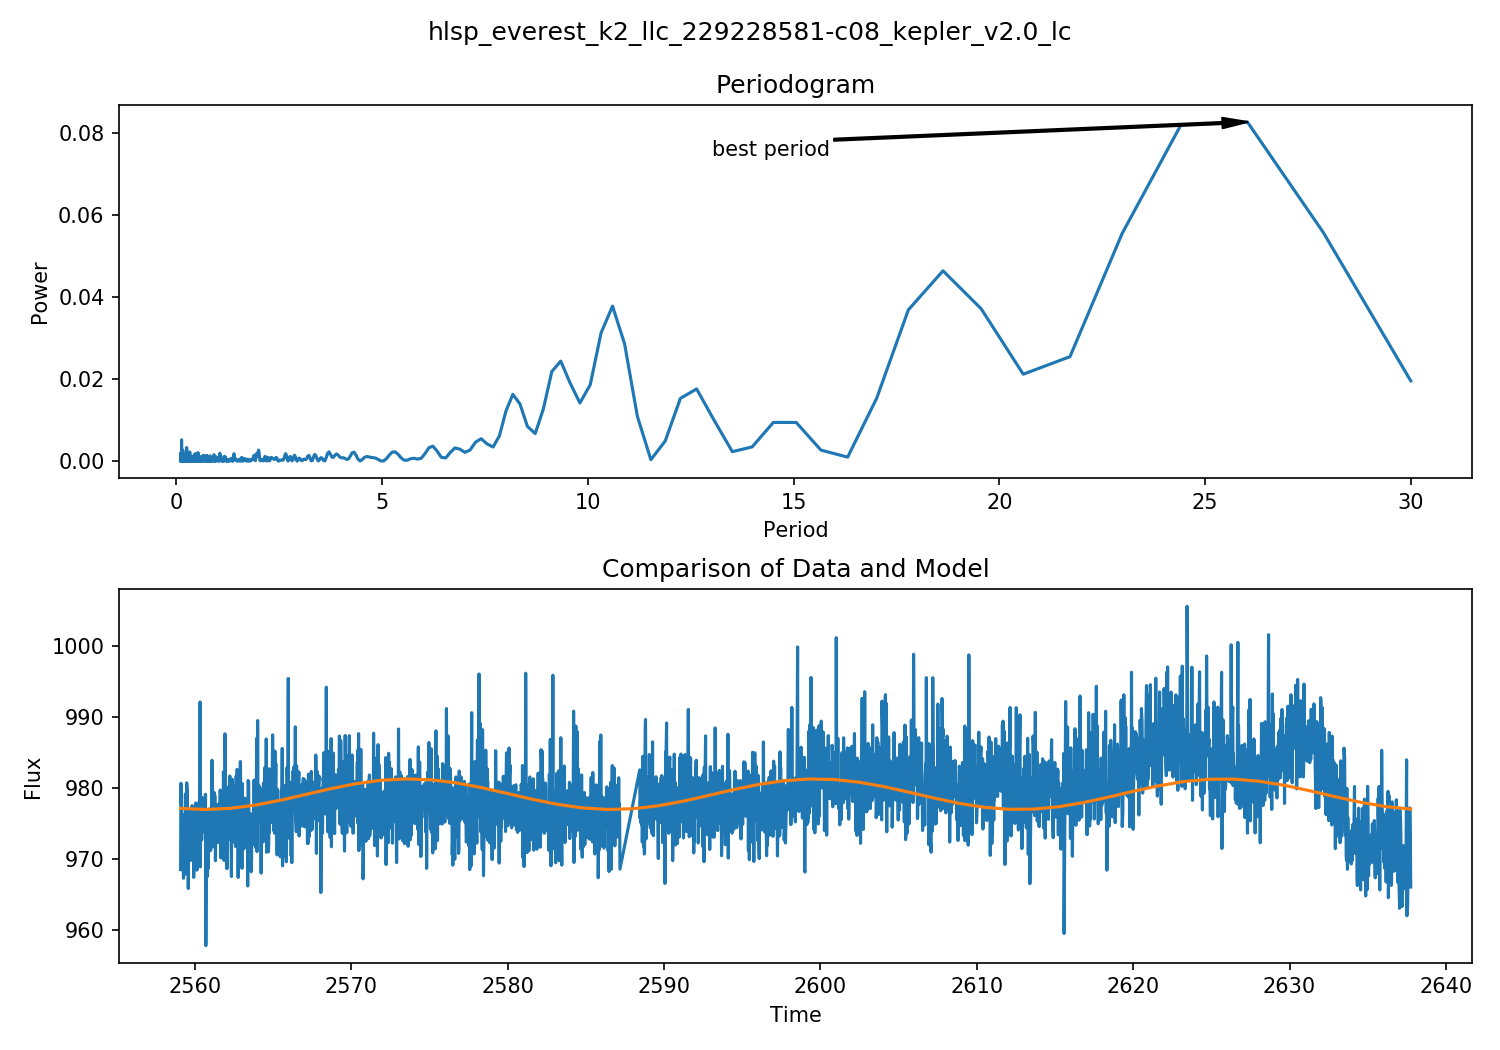 hlsp_everest_k2_llc_229228581-c08_kepler_v2.0_lc
Periodogram
0.08
0.06
0.04
0.02
0.00
Power
best period
0 5 10 15 20 25 30
Period
Comparison of Data and Model
1000
990
980
970
960
Flux
2560 2570 2580 2590 2600 2610 2620 2630 2640
Time